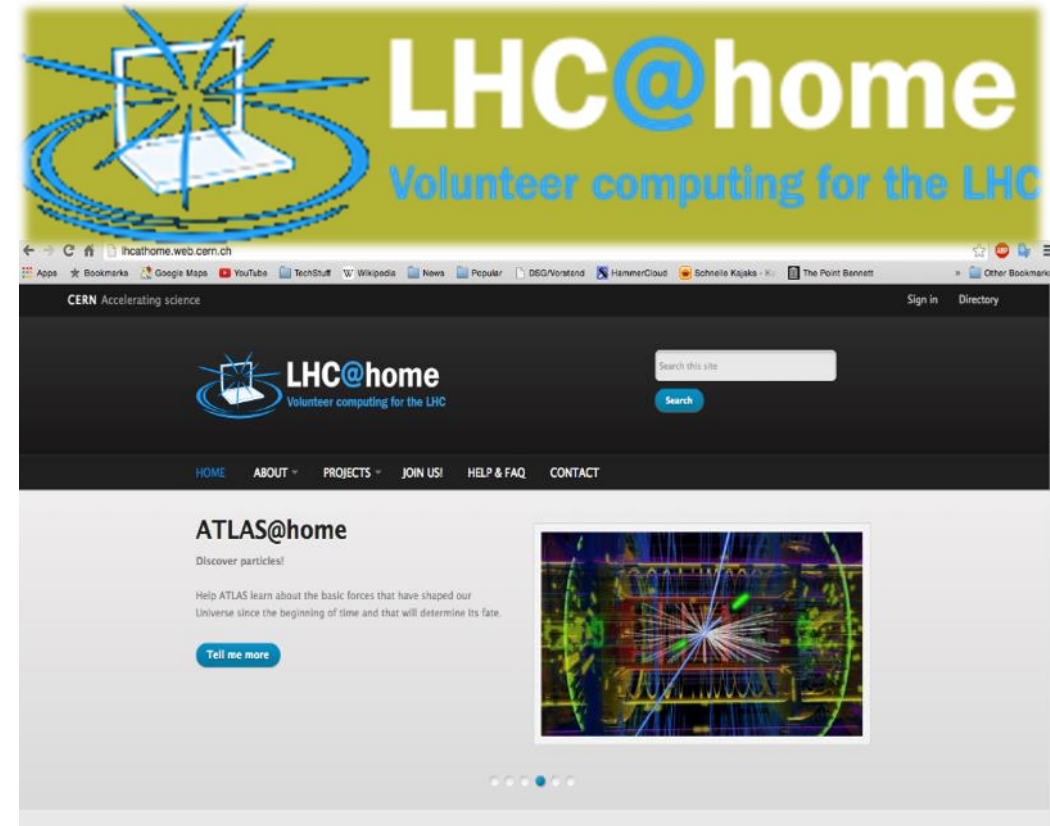 LHC@home
Volunteer computing for the LHC
lhcathome.web.cern.ch
Apps Bookmarks Google Maps YouTube TechStuff Wikipedia News Popular DSG/Vorstand HammerCloud Schnelle Kajaks - The Point Bennett » Other Bookmarks
CERN Accelerating science Sign in Directory
LHC@home
Volunteer computing for the LHC
Search this site
Search
HOME ABOUT PROJECTS JOIN US! HELP & FAQ CONTACT
ATLAS@home
Discover particles!
Help ATLAS learn about the basic forces that have shaped our
Universe since the beginning of time and that will determine its fate.
Tell me more